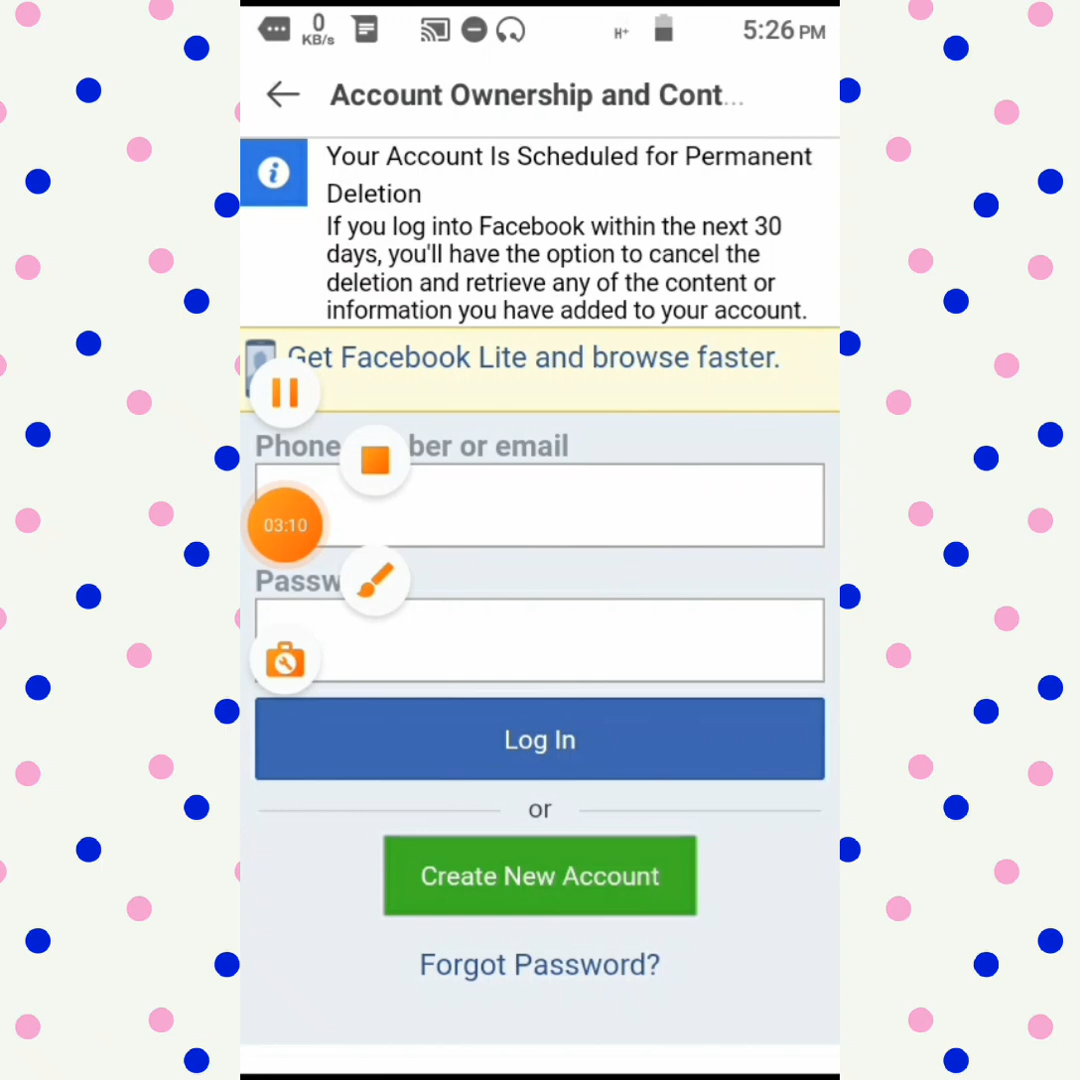 0
KB/s
H+
5:26 PM
Account Ownership and Cont...
Your Account Is Scheduled for Permanent
Deletion
If you log into Facebook within the next 30
days, you'll have the option to cancel the
deletion and retrieve any of the content or
information you have added to your account.
Get Facebook Lite and browse faster.
Phone ber or email
03:10
Passw
Log In
or
Create New Account
Forgot Password?